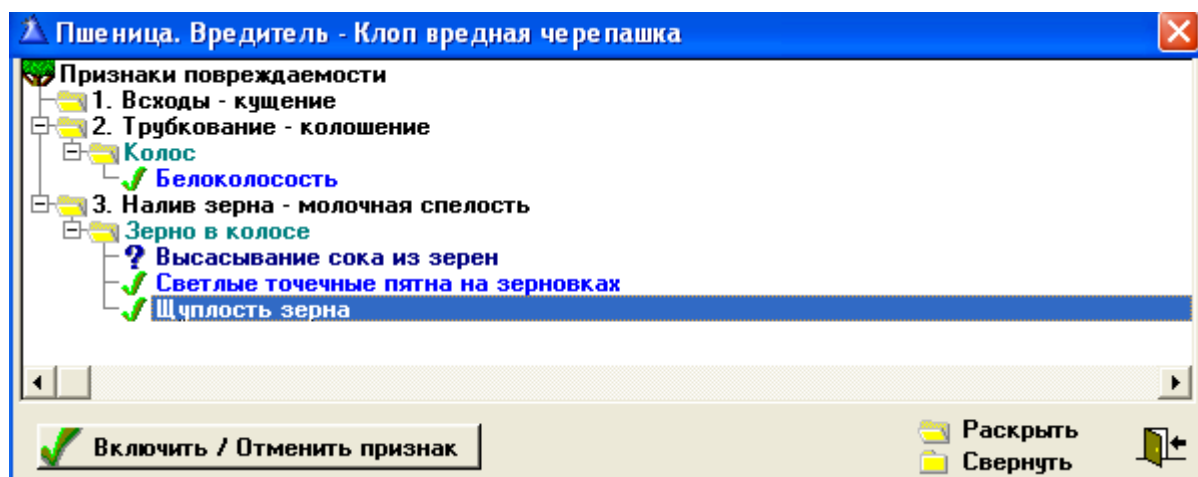 Пшеница. Вредитель - Клоп вредная черепашка
Признаки повреждаемости
1. Всходы - кущение
2. Трубкование - колошение
Колос
Белоколосость
3. Налив зерна - молочная спелость
Зерно в колосе
? Высасывание сока из зерен
Светлые точечные пятна на зерновках
Щуплость зерна
Включить / Отменить признак
Раскрыть
Свернуть